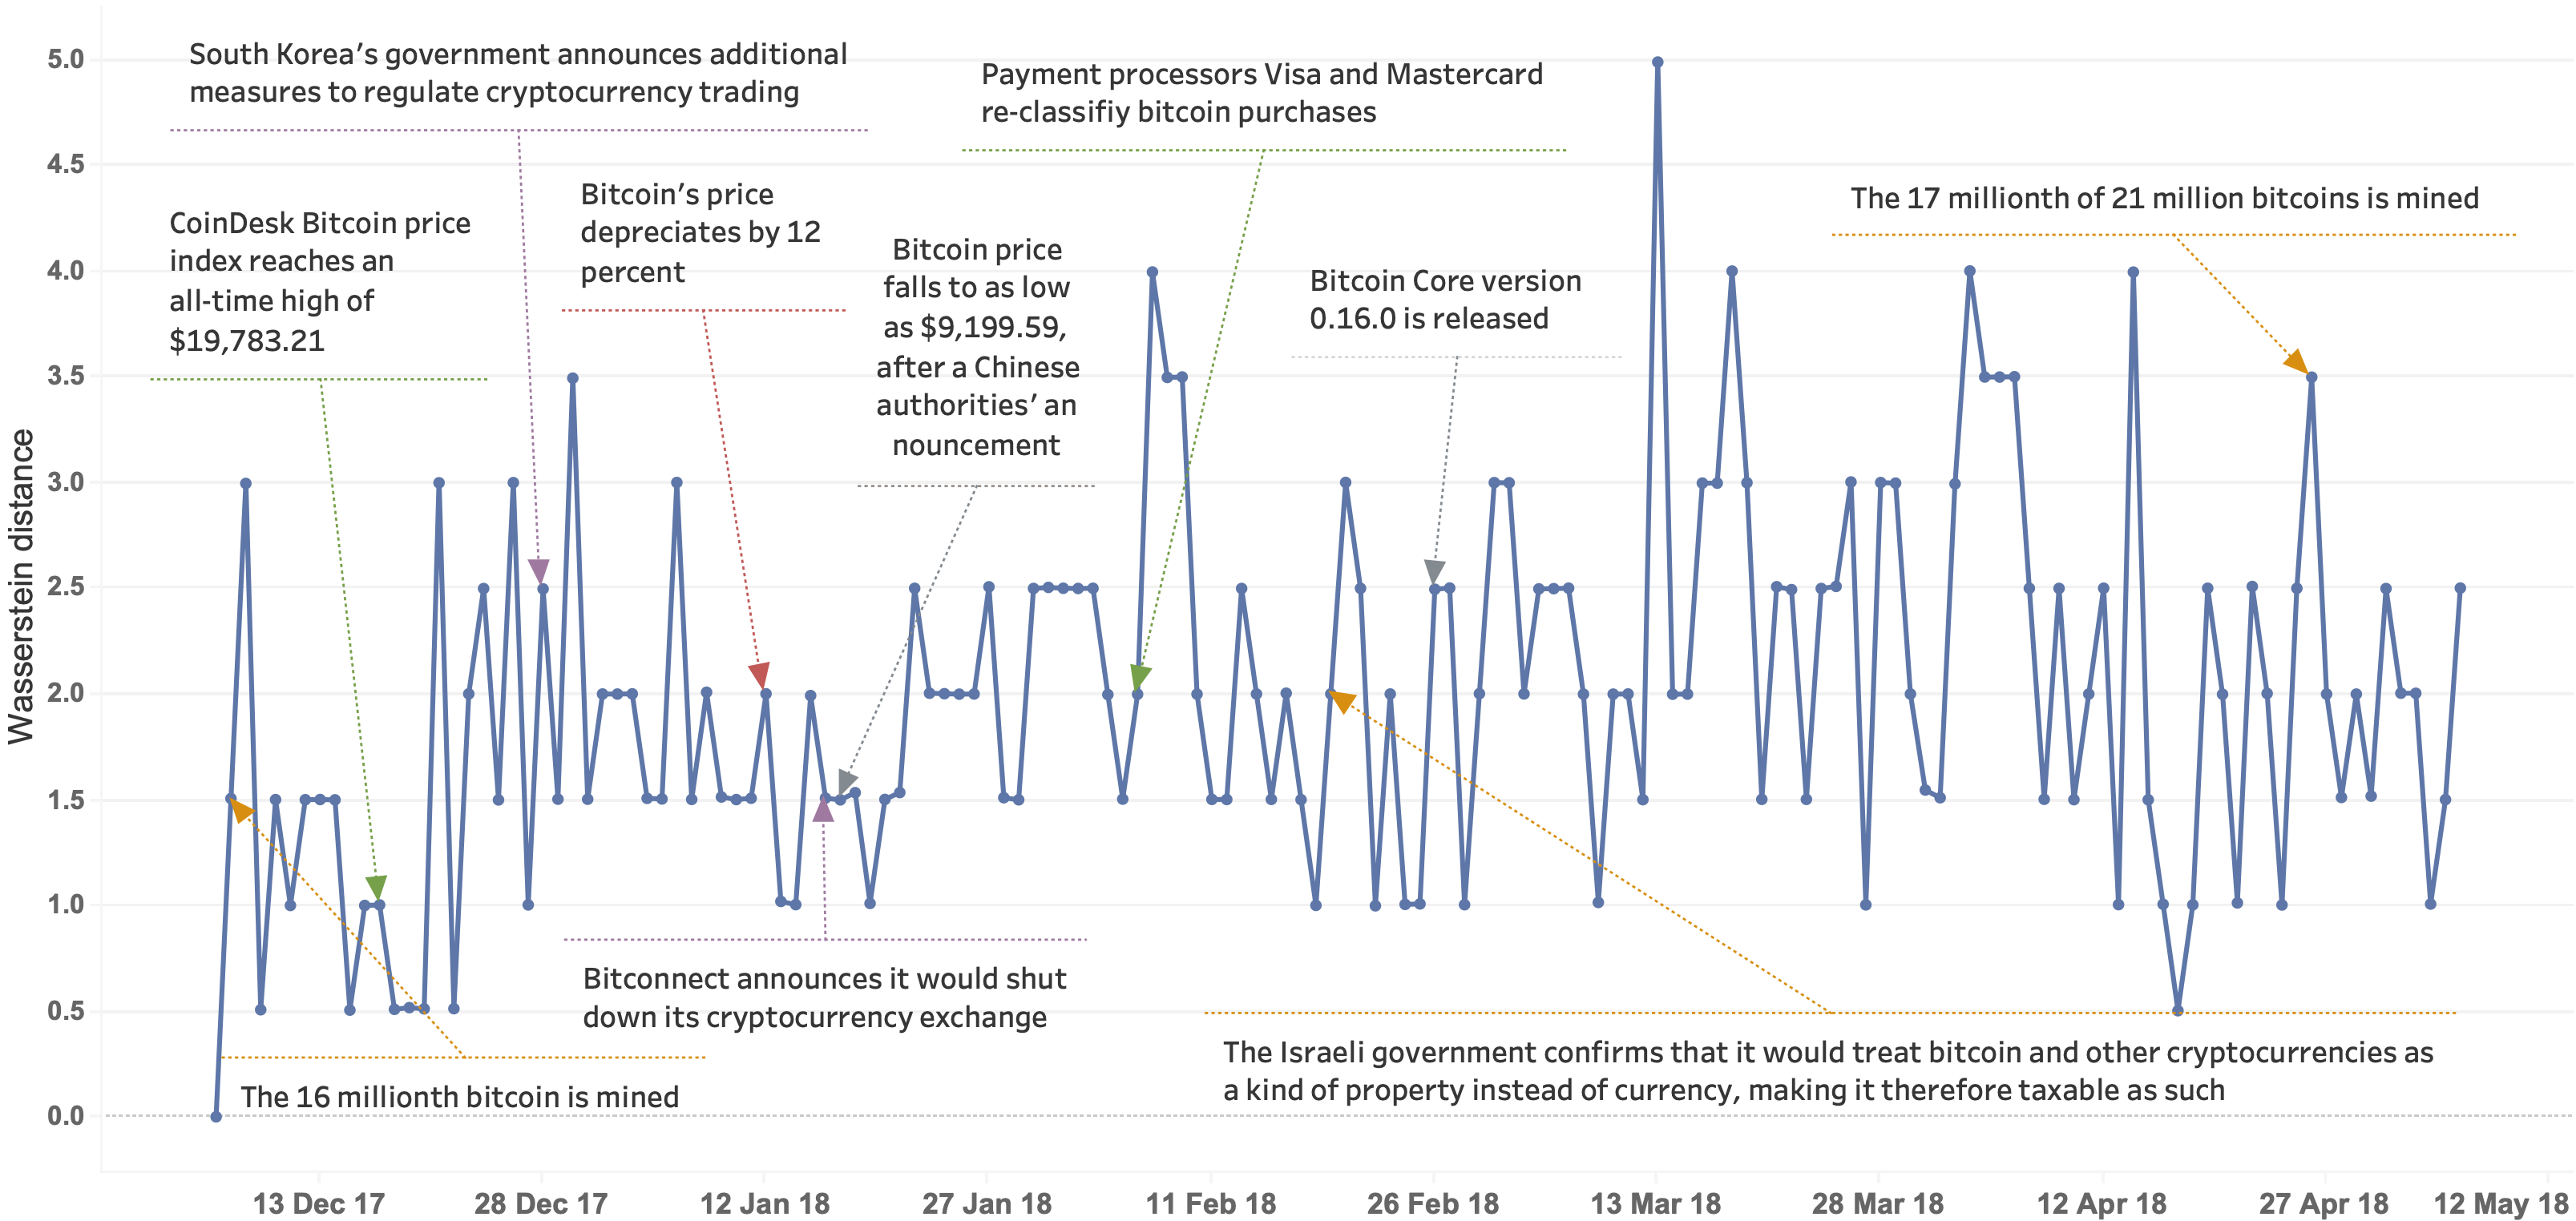 5.0
4.5
4.0
3.5
3.0
2.5
2.0
1.5
1.0
0.5
0.0
Wasserstein distance
South Korea’s government announces additional
measures to regulate cryptocurrency trading
CoinDesk Bitcoin price
index reaches an
all-time high of
$19,783.21
Bitcoin’s price
depreciates by 12
percent
Bitcoin price
falls to as low
as $9,199.59,
after a Chinese
authorities’ an
nouncement
Payment processors Visa and Mastercard
re-classifiy bitcoin purchases
Bitcoin Core version
0.16.0 is released
The 17 millionth of 21 million bitcoins is mined
Bitconnect announces it would shut
down its cryptocurrency exchange
The 16 millionth bitcoin is mined
The Israeli government confirms that it would treat bitcoin and other cryptocurrencies as
a kind of property instead of currency, making it therefore taxable as such
13 Dec 17
28 Dec 17
12 Jan 18
27 Jan 18
11 Feb 18
26 Feb 18
13 Mar 18
28 Mar 18
12 Apr 18
27 Apr 18
12 May 18